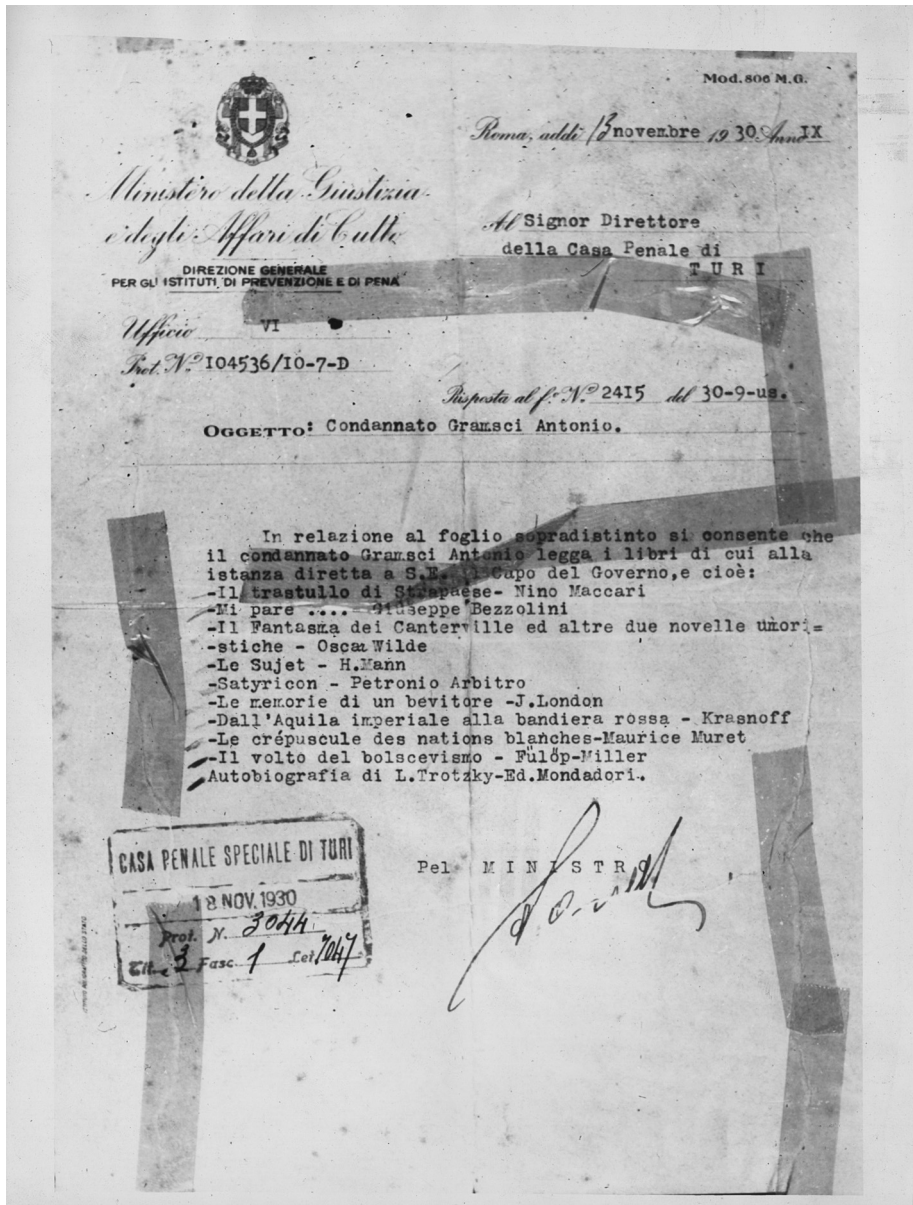 Mod. 806 M.G.
Roma, addì 13 novembre 1930 Anno IX
Ministero della Giustizia
e degli Affari di Culto
DIREZIONE GENERALE
PER GLI ISTITUTI DI PREVENZIONE E DI PENA
Al Signor Direttore
della Casa Penale di
TURI
Ufficio VI
Prot. N.° I04536/I0-7-D
Risposta al f.° N.° 2415 del 30-9-us.
OGGETTO: Condannato Gramsci Antonio.
In relazione al foglio sopradistinto si consente che
il condannato Gramsci Antonio legga i libri di cui alla
istanza diretta a S.E. il Capo del Governo,e cioè:
-Il trastullo di Strapaese- Nino Maccari
-Mi pare .... Giuseppe Bezzolini
-Il Fantasma dei Canterville ed altre due novelle umori=
-stiche - Oscar Wilde
-Le Sujet - H.Mann
-Satyricon - Petronio Arbitro
-Le memorie di un bevitore -J.London
-Dall'Aquila imperiale alla bandiera rossa - Krasnoff
-Le crépuscule des nations blanches-Maurice Muret
-Il volto del bolscevismo - Fülöp-Miller
Autobiografia di L.Trotzky-Ed.Mondadori.
Pel MINISTRO
CASA PENALE SPECIALE DI TURI
18 NOV. 1930
Prot. N. 3044
Tit. 3 Fasc. 1 Let. 7047